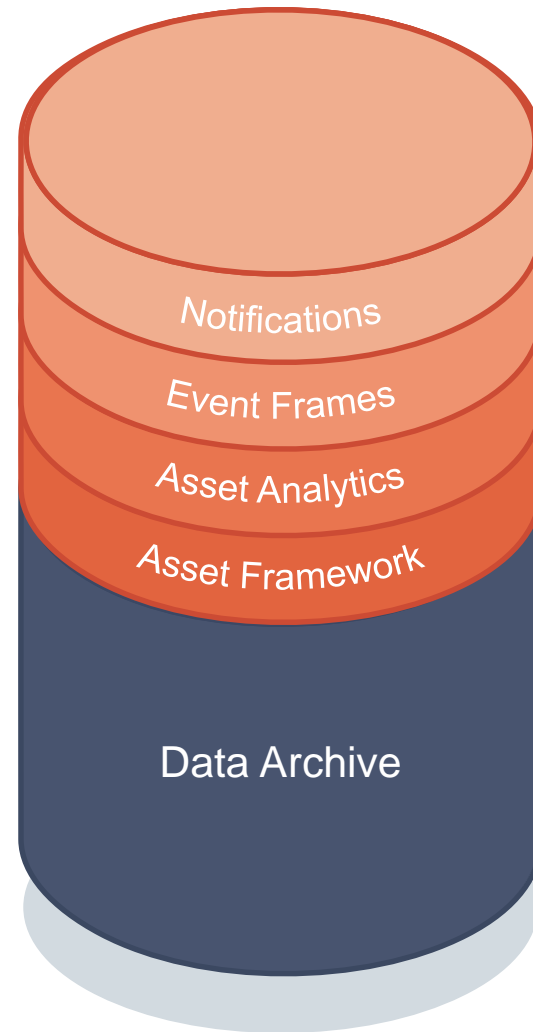 Notifications
Event Frames
Asset Analytics
Asset Framework
Data Archive